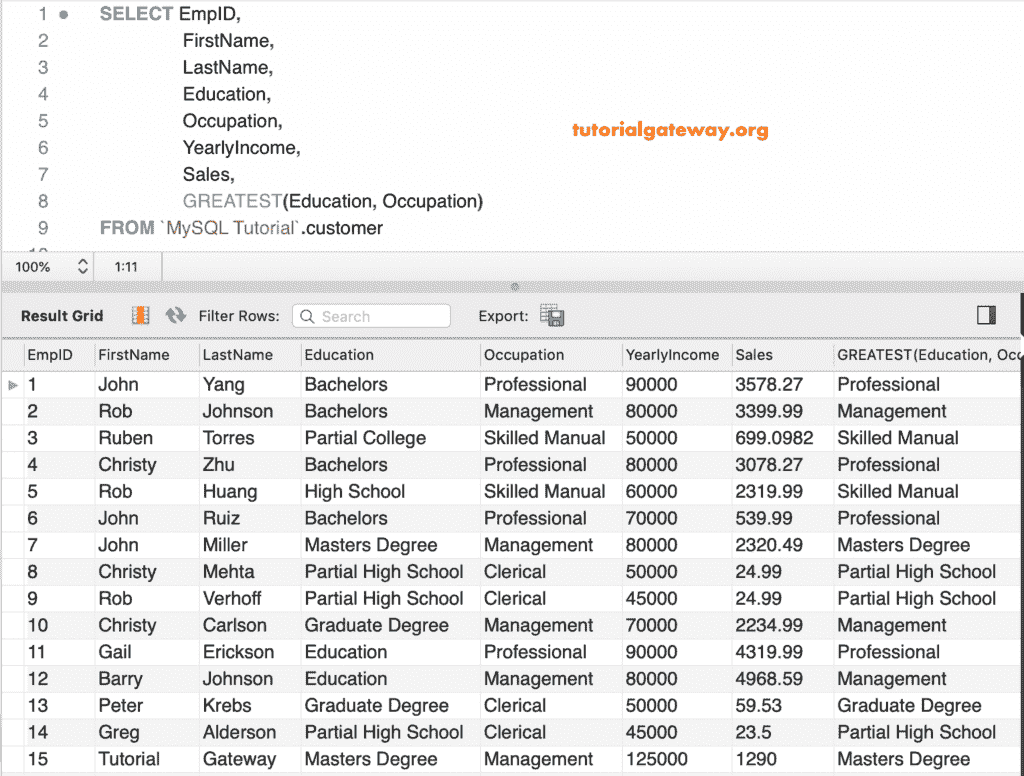 1 SELECT EmpID,
2 FirstName,
3 LastName,
4 Education,
5 Occupation,
tutorialgateway.org
6 YearlyIncome,
7 Sales,
8 GREATEST(Education, Occupation)
9 FROM `MySQL Tutorial`.customer
100% 1:11
Result Grid Filter Rows: Search Export:
EmpID FirstName LastName Education Occupation YearlyIncome Sales GREATEST(Education, Occ
1 John Yang Bachelors Professional 90000 3578.27 Professional
2 Rob Johnson Bachelors Management 80000 3399.99 Management
3 Ruben Torres Partial College Skilled Manual 50000 699.0982 Skilled Manual
4 Christy Zhu Bachelors Professional 80000 3078.27 Professional
5 Rob Huang High School Skilled Manual 60000 2319.99 Skilled Manual
6 John Ruiz Bachelors Professional 70000 539.99 Professional
7 John Miller Masters Degree Management 80000 2320.49 Masters Degree
8 Christy Mehta Partial High School Clerical 50000 24.99 Partial High School
9 Rob Verhoff Partial High School Clerical 45000 24.99 Partial High School
10 Christy Carlson Graduate Degree Management 70000 2234.99 Management
11 Gail Erickson Education Professional 90000 4319.99 Professional
12 Barry Johnson Education Management 80000 4968.59 Management
13 Peter Krebs Graduate Degree Clerical 50000 59.53 Graduate Degree
14 Greg Alderson Partial High School Clerical 45000 23.5 Partial High School
15 Tutorial Gateway Masters Degree Management 125000 1290 Masters Degree